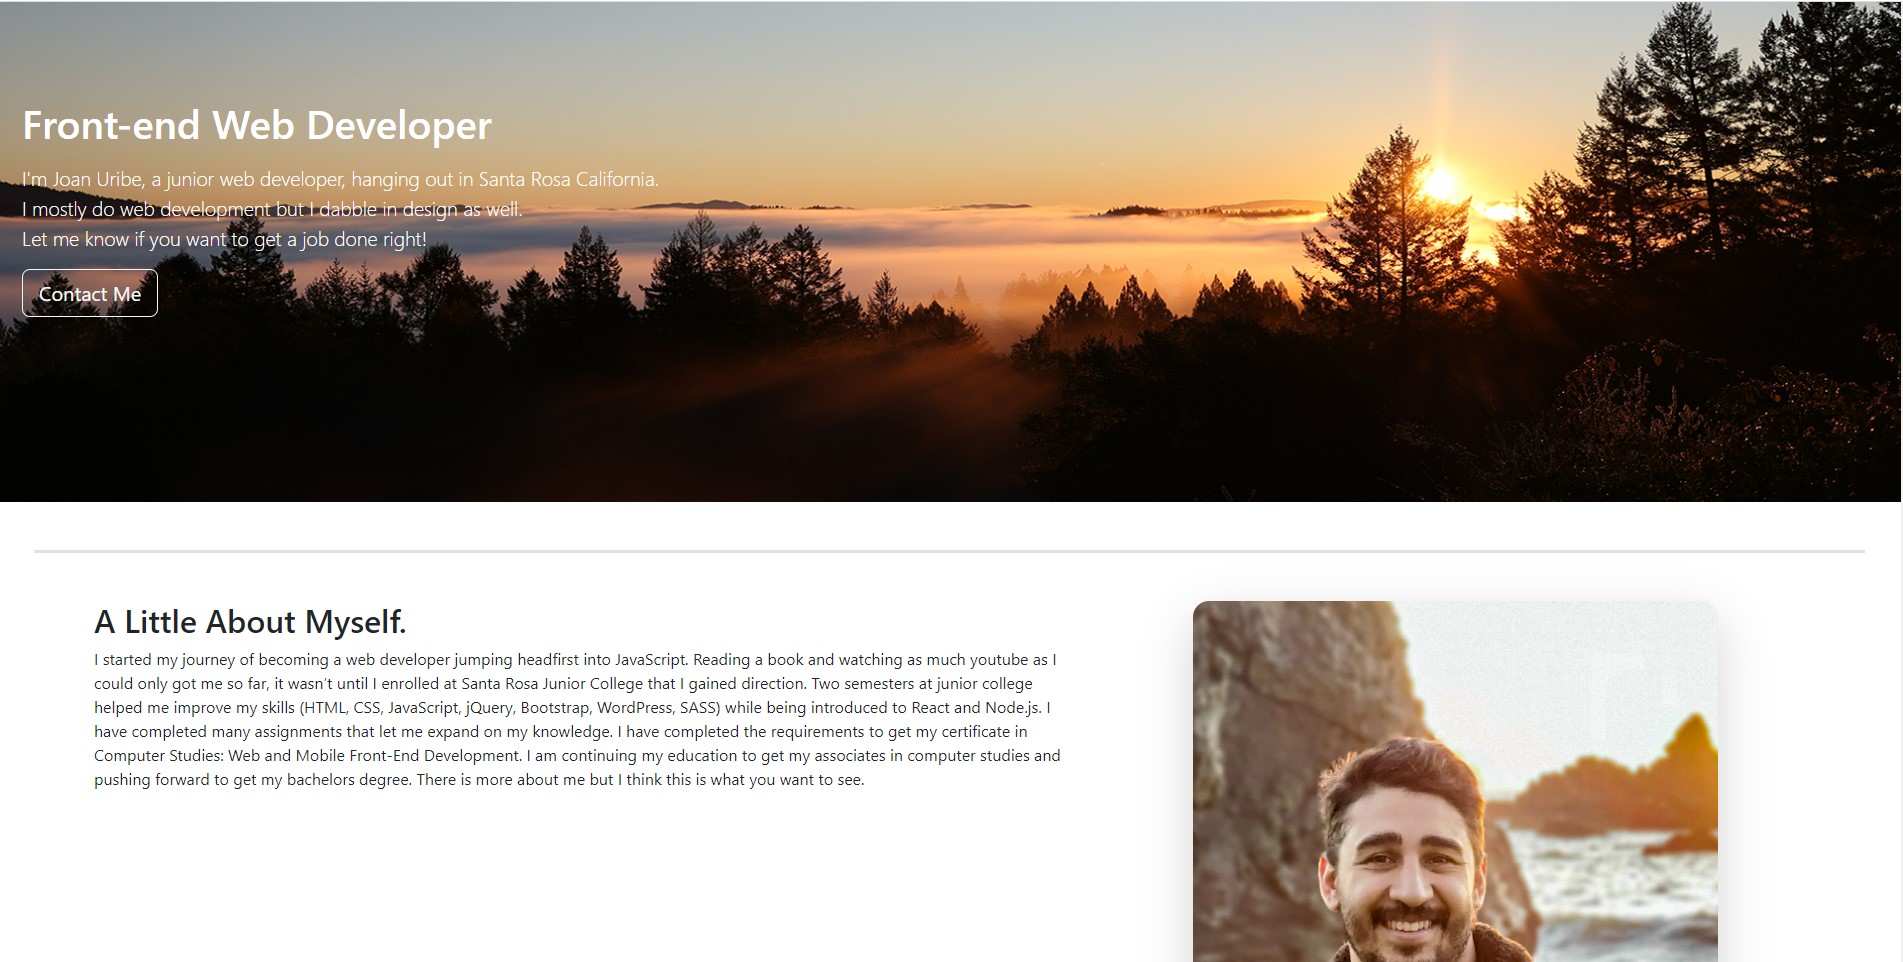 Front-end Web Developer
I'm Joan Uribe, a junior web developer, hanging out in Santa Rosa California.
I mostly do web development but I dabble in design as well.
Let me know if you want to get a job done right!
Contact Me
A Little About Myself.
I started my journey of becoming a web developer jumping headfirst into JavaScript. Reading a book and watching as much youtube as I
could only got me so far, it wasn't until I enrolled at Santa Rosa Junior College that I gained direction. Two semesters at junior college
helped me improve my skills (HTML, CSS, JavaScript, jQuery, Bootstrap, WordPress, SASS) while being introduced to React and Node.js. I
have completed many assignments that let me expand on my knowledge. I have completed the requirements to get my certificate in
Computer Studies: Web and Mobile Front-End Development. I am continuing my education to get my associates in computer studies and
pushing forward to get my bachelors degree. There is more about me but I think this is what you want to see.